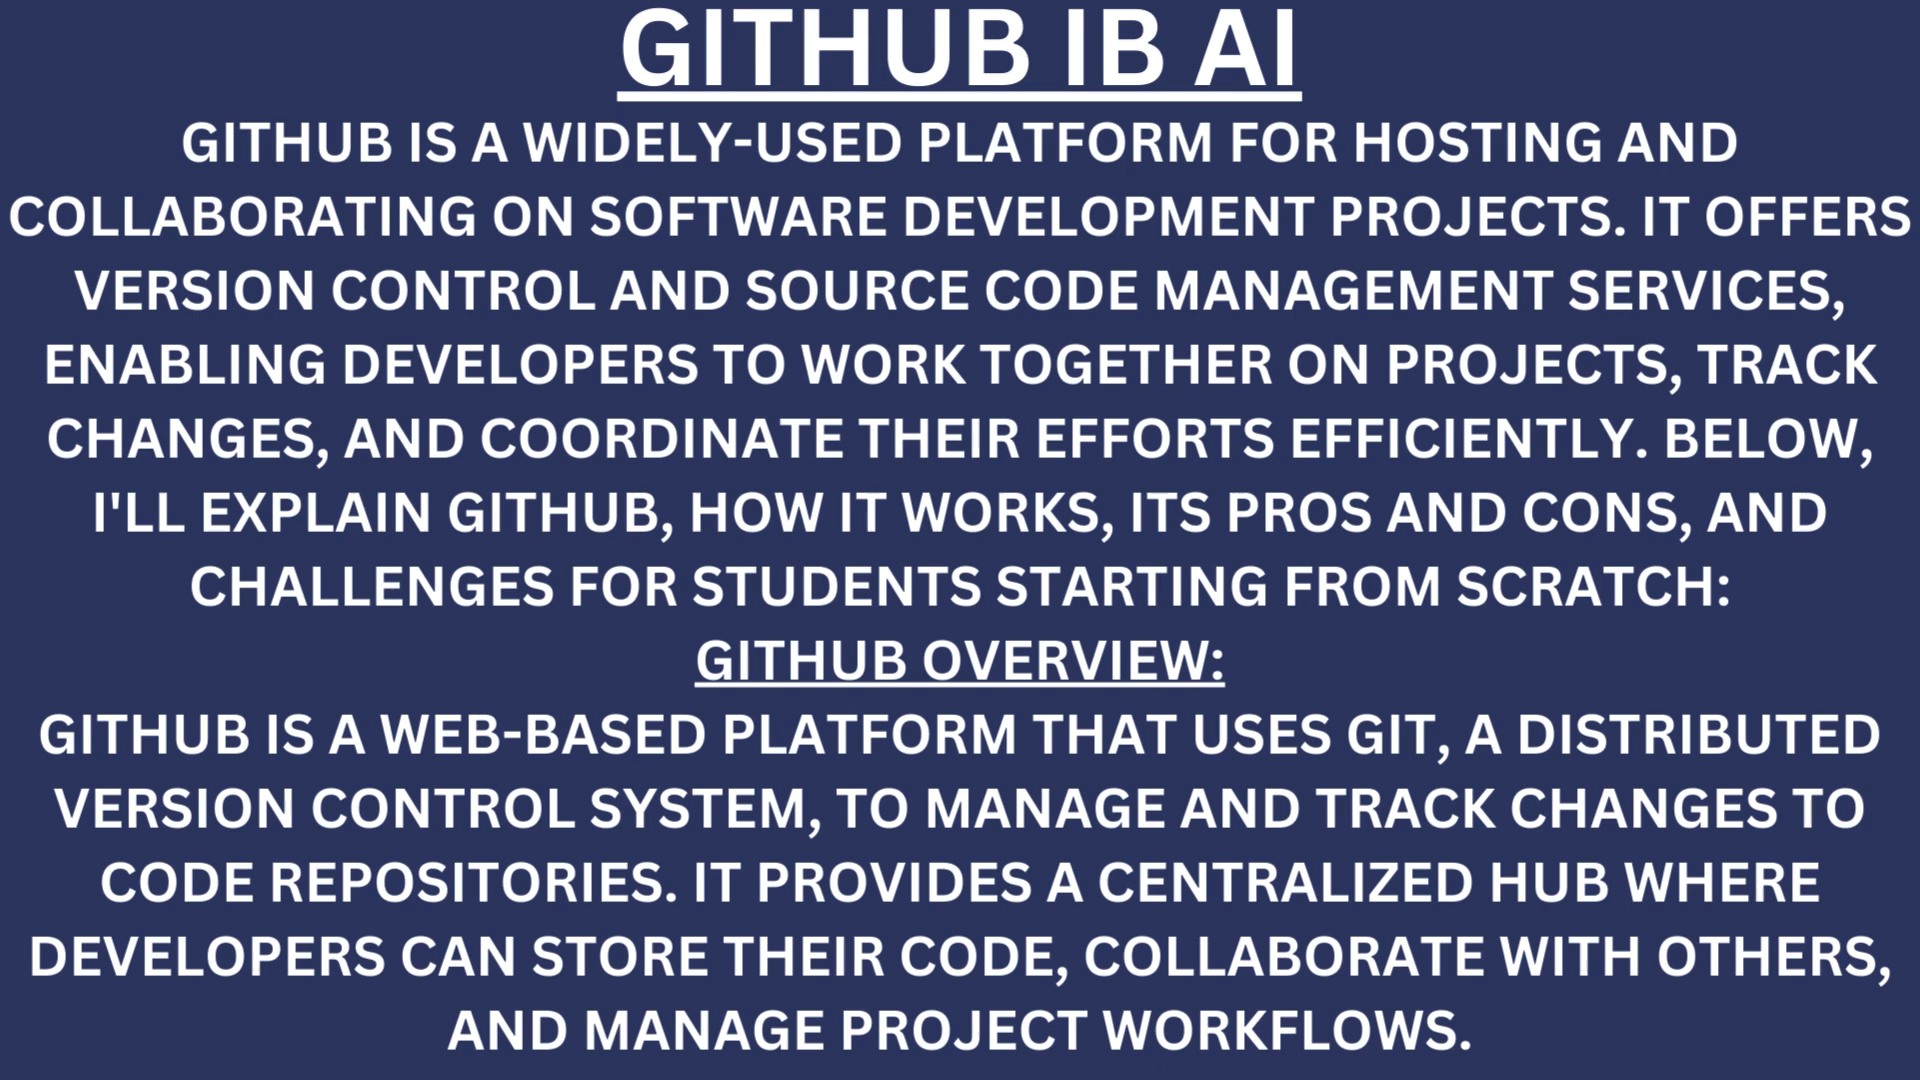 GITHUB IB AI
GITHUB IS A WIDELY-USED PLATFORM FOR HOSTING AND
COLLABORATING ON SOFTWARE DEVELOPMENT PROJECTS. IT OFFERS
VERSION CONTROL AND SOURCE CODE MANAGEMENT SERVICES,
ENABLING DEVELOPERS TO WORK TOGETHER ON PROJECTS, TRACK
CHANGES, AND COORDINATE THEIR EFFORTS EFFICIENTLY. BELOW,
I'LL EXPLAIN GITHUB, HOW IT WORKS, ITS PROS AND CONS, AND
CHALLENGES FOR STUDENTS STARTING FROM SCRATCH:
GITHUB OVERVIEW:
GITHUB IS A WEB-BASED PLATFORM THAT USES GIT, A DISTRIBUTED
VERSION CONTROL SYSTEM, TO MANAGE AND TRACK CHANGES TO
CODE REPOSITORIES. IT PROVIDES A CENTRALIZED HUB WHERE
DEVELOPERS CAN STORE THEIR CODE, COLLABORATE WITH OTHERS,
AND MANAGE PROJECT WORKFLOWS.